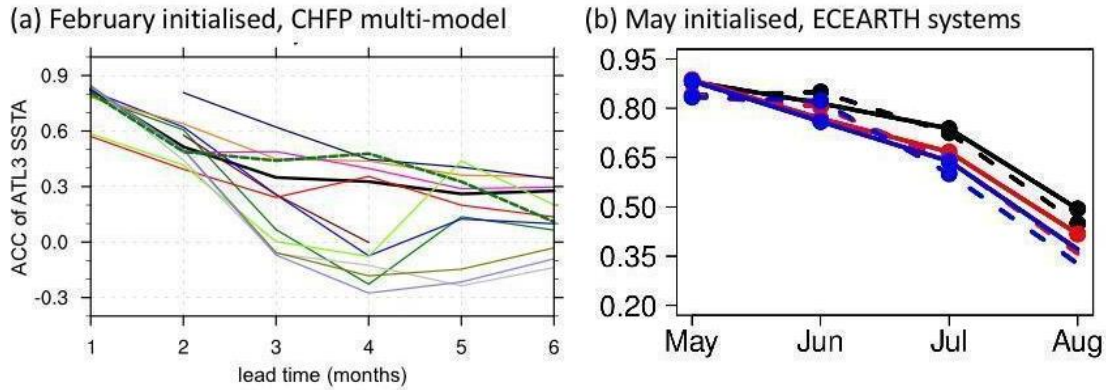 (a) February initialised, CHFP multi-model
ACC of ATL3 SSTA
0.9
0.6
0.3
0.0
-0.3
1 2 3 4 5 6
lead time (months)
(b) May initialised, ECEARTH systems
0.95
0.80
0.65
0.50
0.35
0.20
May Jun Jul Aug